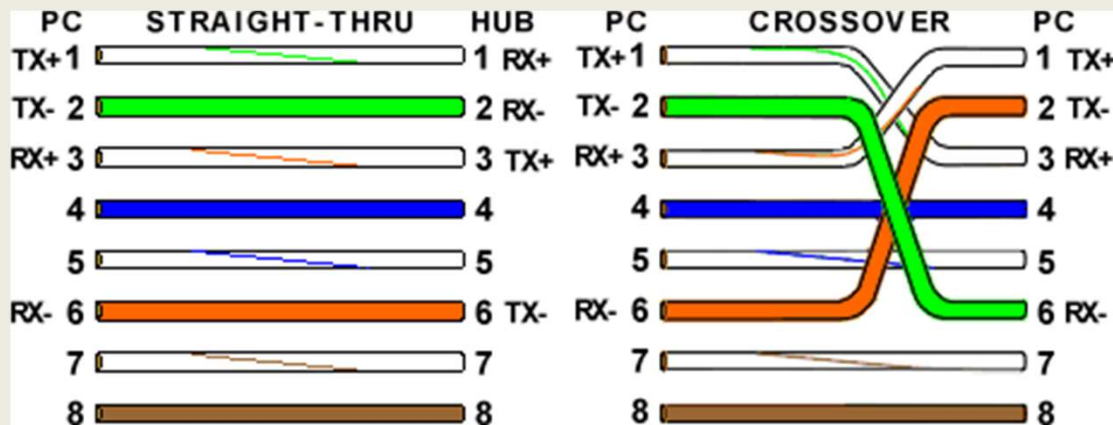 PC STRAIGHT-THRU HUB PC CROSSOVER PC
TX+ 1 1 RX+ TX+ 1 1 TX+
TX- 2 2 RX- TX- 2 2 TX-
RX+ 3 3 TX+ RX+ 3 3 RX+
4 4 4 4
5 5 5 5
RX- 6 6 TX- RX- 6 6 RX-
7 7 7 7
8 8 8 8